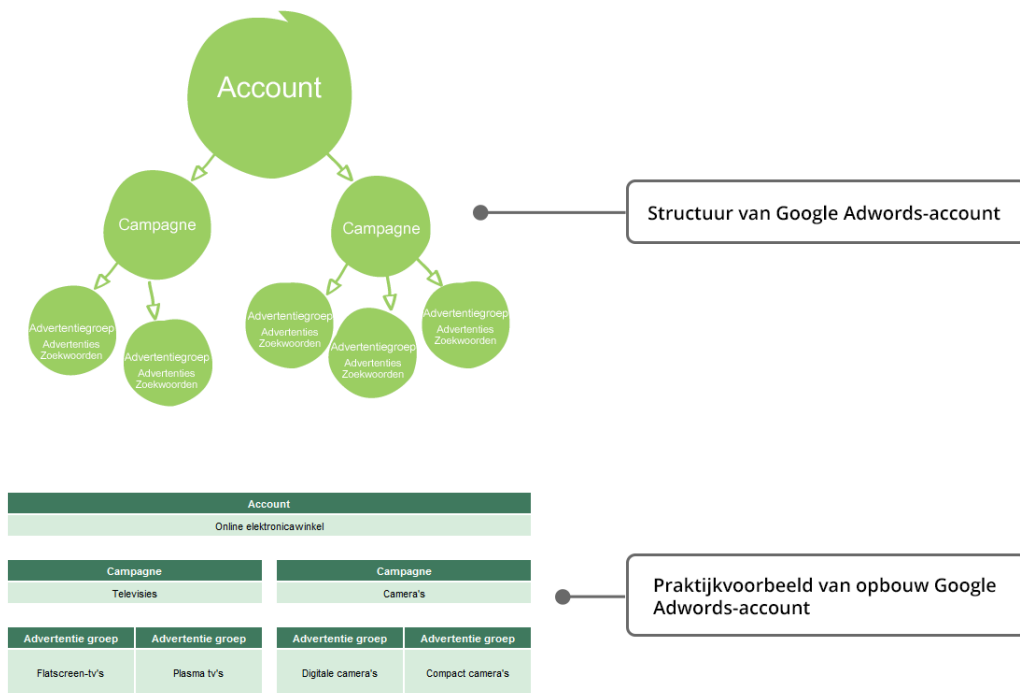 Account
Campagne
Campagne
Structuur van Google Adwords-account
Advertentiegroep
Advertenties
Zoekwoorden
Advertentiegroep
Advertenties
Zoekwoorden
Advertentiegroep
Advertenties
Zoekwoorden
Advertentiegroep
Advertenties
Zoekwoorden
Advertentiegroep
Advertenties
Zoekwoorden
Account
Online elektronicawinkel
Campagne
Televisies
Campagne
Camera's
Praktijkvoorbeeld van opbouw Google
Adwords-account
Advertentie groep
Advertentie groep
Advertentie groep
Advertentie groep
Flatscreen-tv's
Plasma tv's
Digitale camera's
Compact camera's